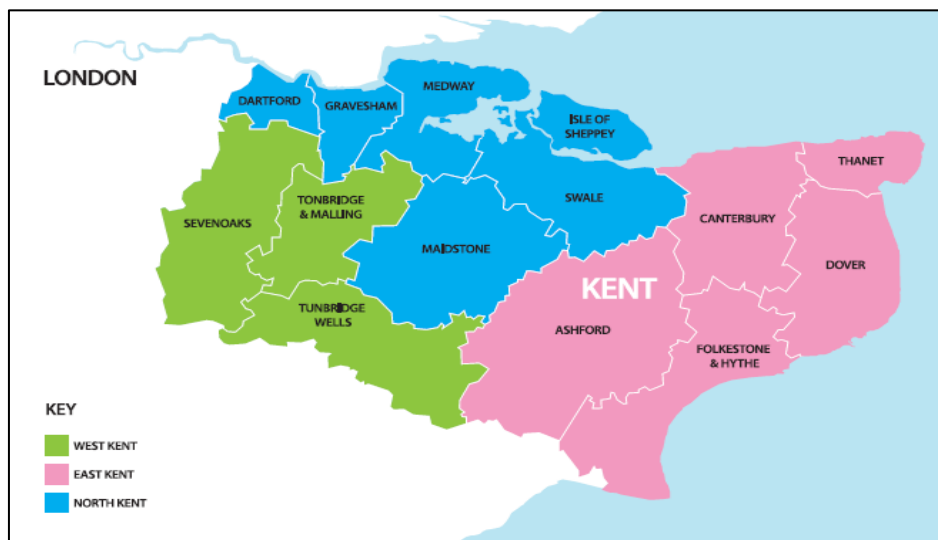 LONDON
DARTFORD
GRAVESHAM
MEDWAY
ISLE OF
SHEPPEY
THANET
SEVENOAKS
TONBRIDGE
& MALLING
SWALE
CANTERBURY
MAIDSTONE
DOVER
KENT
TUNBRIDGE
WELLS
ASHFORD
FOLKESTONE
& HYTHE
KEY
WEST KENT
EAST KENT
NORTH KENT